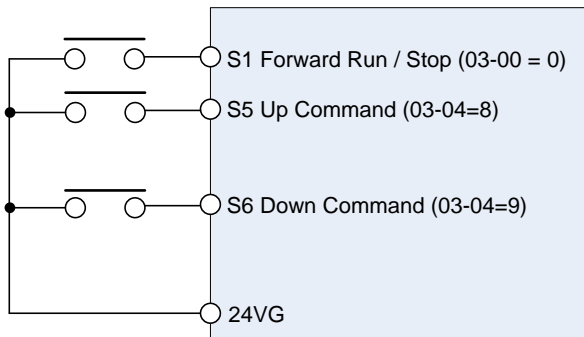 S1 Forward Run / Stop (03-00 = 0)
S5 Up Command (03-04=8)
S6 Down Command (03-04=9)
24VG